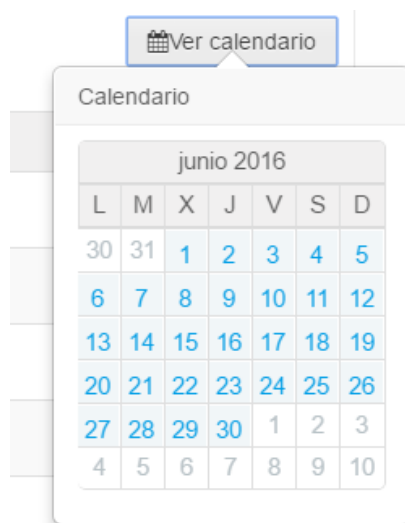 Ver calendario
Calendario
junio 2016
L M X J V S D
30 31 1 2 3 4 5
6 7 8 9 10 11 12
13 14 15 16 17 18 19
20 21 22 23 24 25 26
27 28 29 30 1 2 3
4 5 6 7 8 9 10